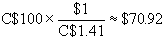 C$100 × $1 / C$1.41 ≈ $70.92